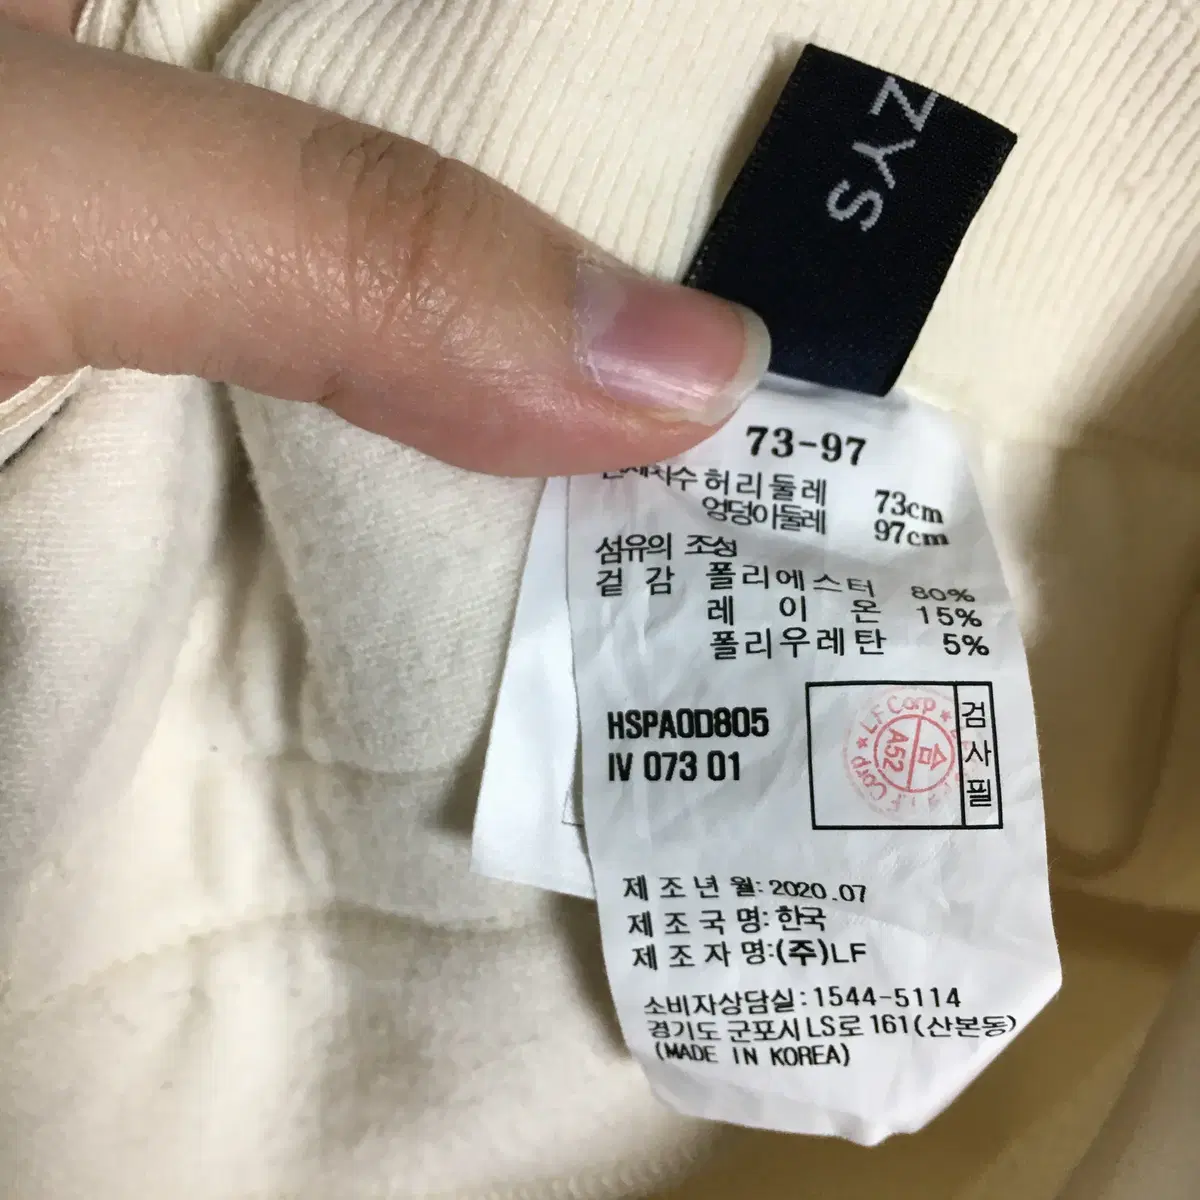 ZYS
73-97
허리둘레 73cm
엉덩이둘레 97cm
섬유의 조성
겉 감 폴리에스터 80%
레 이 온 15%
폴리우레탄 5%
HSPA0D805
IV 073 01
LF Corp
A52 합
검사필
제 조 년 월: 2020.07
제 조 국 명: 한국
제 조 자 명:(주)LF
소비자상담실:1544-5114
경기도 군포시 LS로 161(산본동)
(MADE IN KOREA)